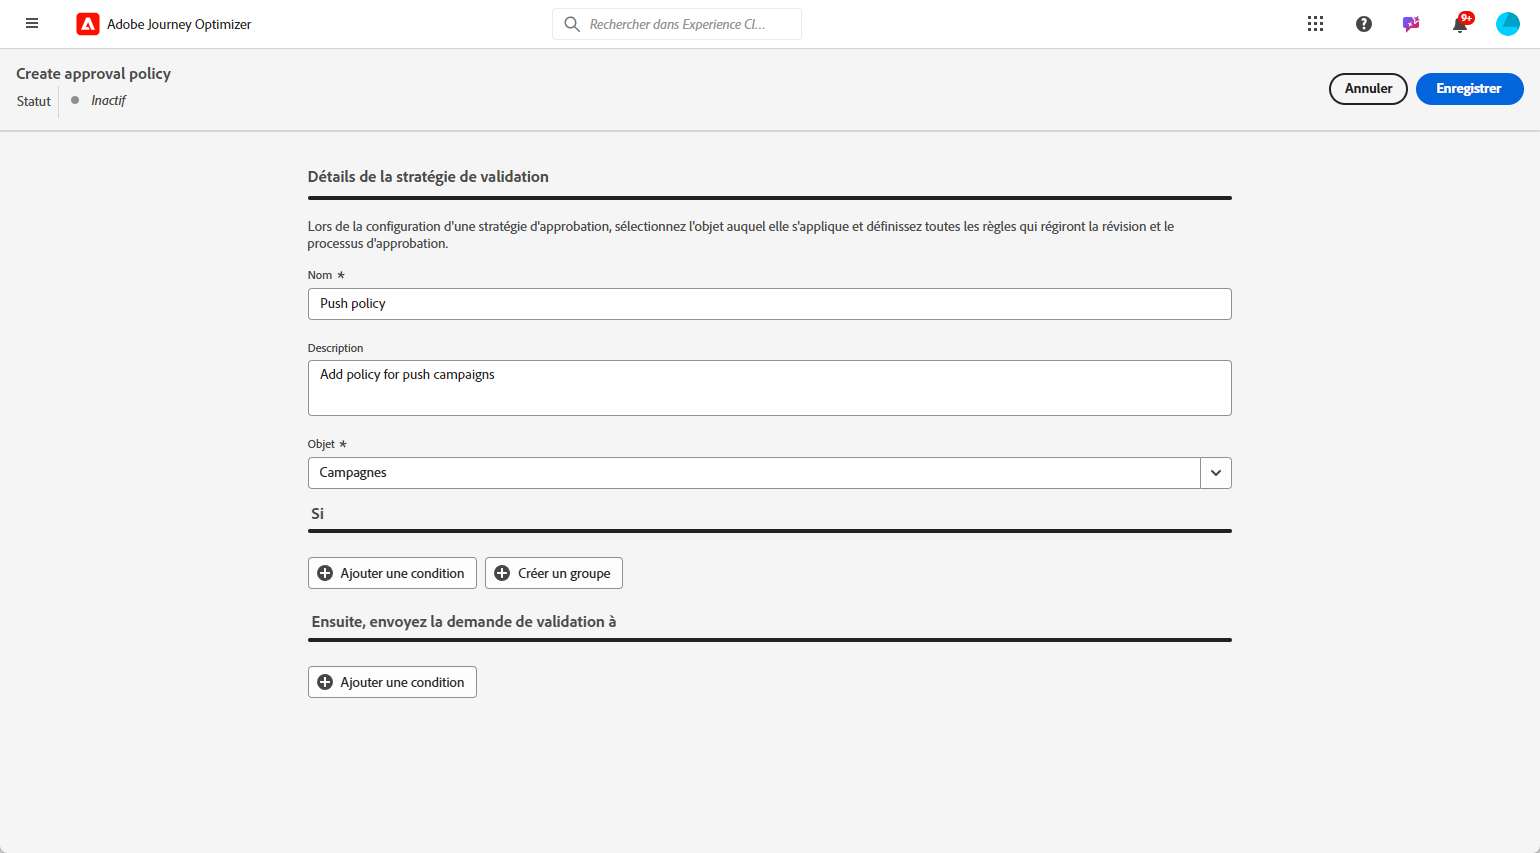 Adobe Journey Optimizer
Rechercher dans Experience Cl...
9+
Create approval policy
Statut
Inactif
Annuler
Enregistrer
Détails de la stratégie de validation
Lors de la configuration d'une stratégie d'approbation, sélectionnez l'objet auquel elle s'applique et définissez toutes les règles qui régiront la révision et le
processus d'approbation.
Nom *
Push policy
Description
Add policy for push campaigns
Objet *
Campagnes
Si
Ajouter une condition
Créer un groupe
Ensuite, envoyez la demande de validation à
Ajouter une condition